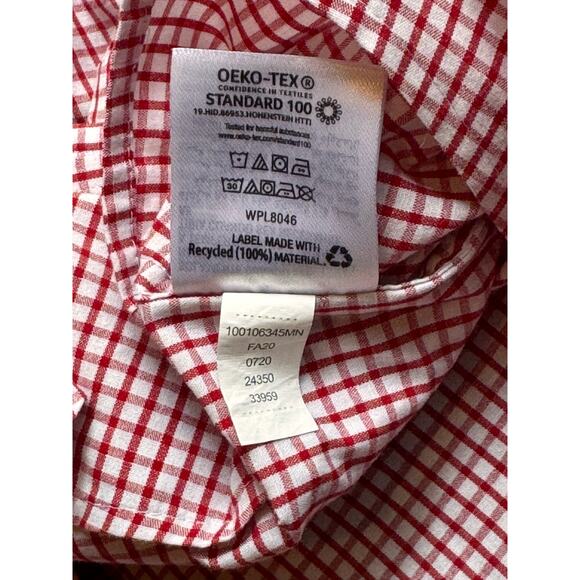 OEKO-TEX®
CONFIDENCE IN TEXTILES
STANDARD 100
19.HID.86953.HOHENSTEIN HTTI
Tested for harmful substances.
www.oeko-tex.com/standard100
30
WPL8046
LABEL MADE WITH
Recycled (100%) MATERIAL
100106345MN
FA20
0720
24350
33959